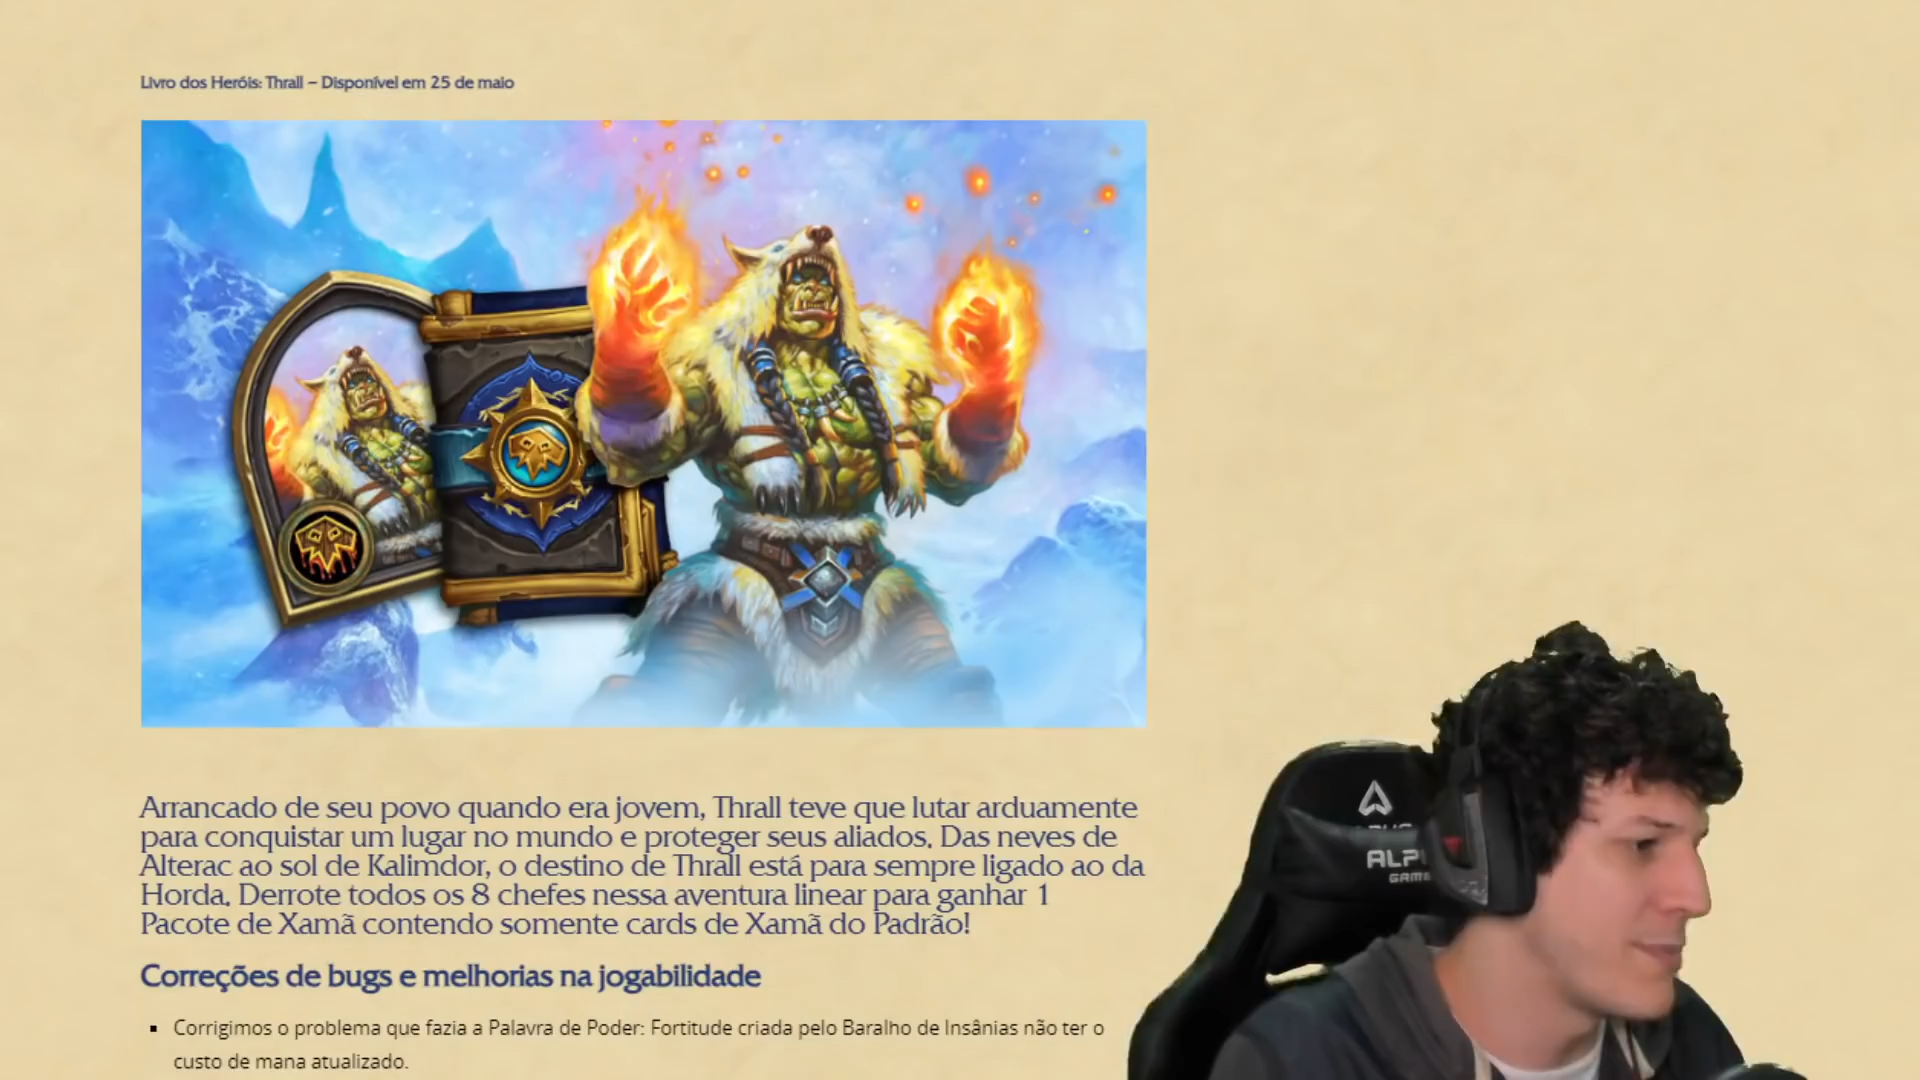 Livro dos Heróis: Thrall – Disponível em 25 de maio
Arrancado de seu povo quando era jovem, Thrall teve que lutar arduamente
para conquistar um lugar no mundo e proteger seus aliados. Das neves de
Alterac ao sol de Kalimdor, o destino de Thrall está para sempre ligado ao da
Horda. Derrote todos os 8 chefes nessa aventura linear para ganhar 1
Pacote de Xamã contendo somente cards de Xamã do Padrão!
Correções de bugs e melhorias na jogabilidade
▪ Corrigimos o problema que fazia a Palavra de Poder: Fortitude criada pelo Baralho de Insânias não ter o
custo de mana atualizado.